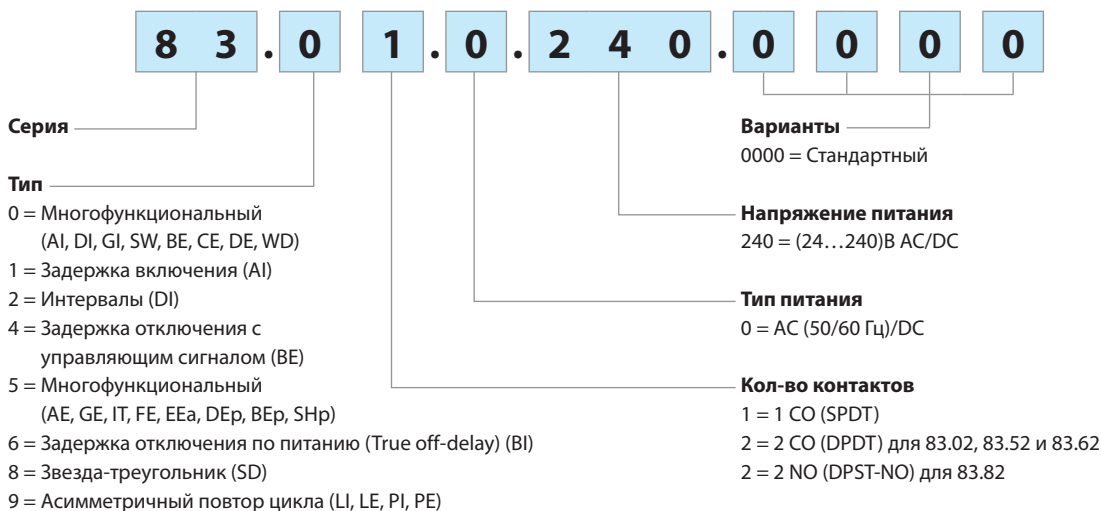 8 3 . 0 1 . 0 . 2 4 0 . 0 0 0 0
Серия
Тип
0 = Многофункциональный
(AI, DI, GI, SW, BE, CE, DE, WD)
1 = Задержка включения (AI)
2 = Интервалы (DI)
4 = Задержка отключения с
управляющим сигналом (BE)
5 = Многофункциональный
(AE, GE, IT, FE, EEa, DEp, BEp, SHp)
6 = Задержка отключения по питанию (True off-delay) (BI)
8 = Звезда-треугольник (SD)
9 = Асимметричный повтор цикла (LI, LE, PI, PE)
Варианты
0000 = Стандартный
Напряжение питания
240 = (24…240)В AC/DC
Тип питания
0 = AC (50/60 Гц)/DC
Кол-во контактов
1 = 1 CO (SPDT)
2 = 2 CO (DPDT) для 83.02, 83.52 и 83.62
2 = 2 NO (DPST-NO) для 83.82